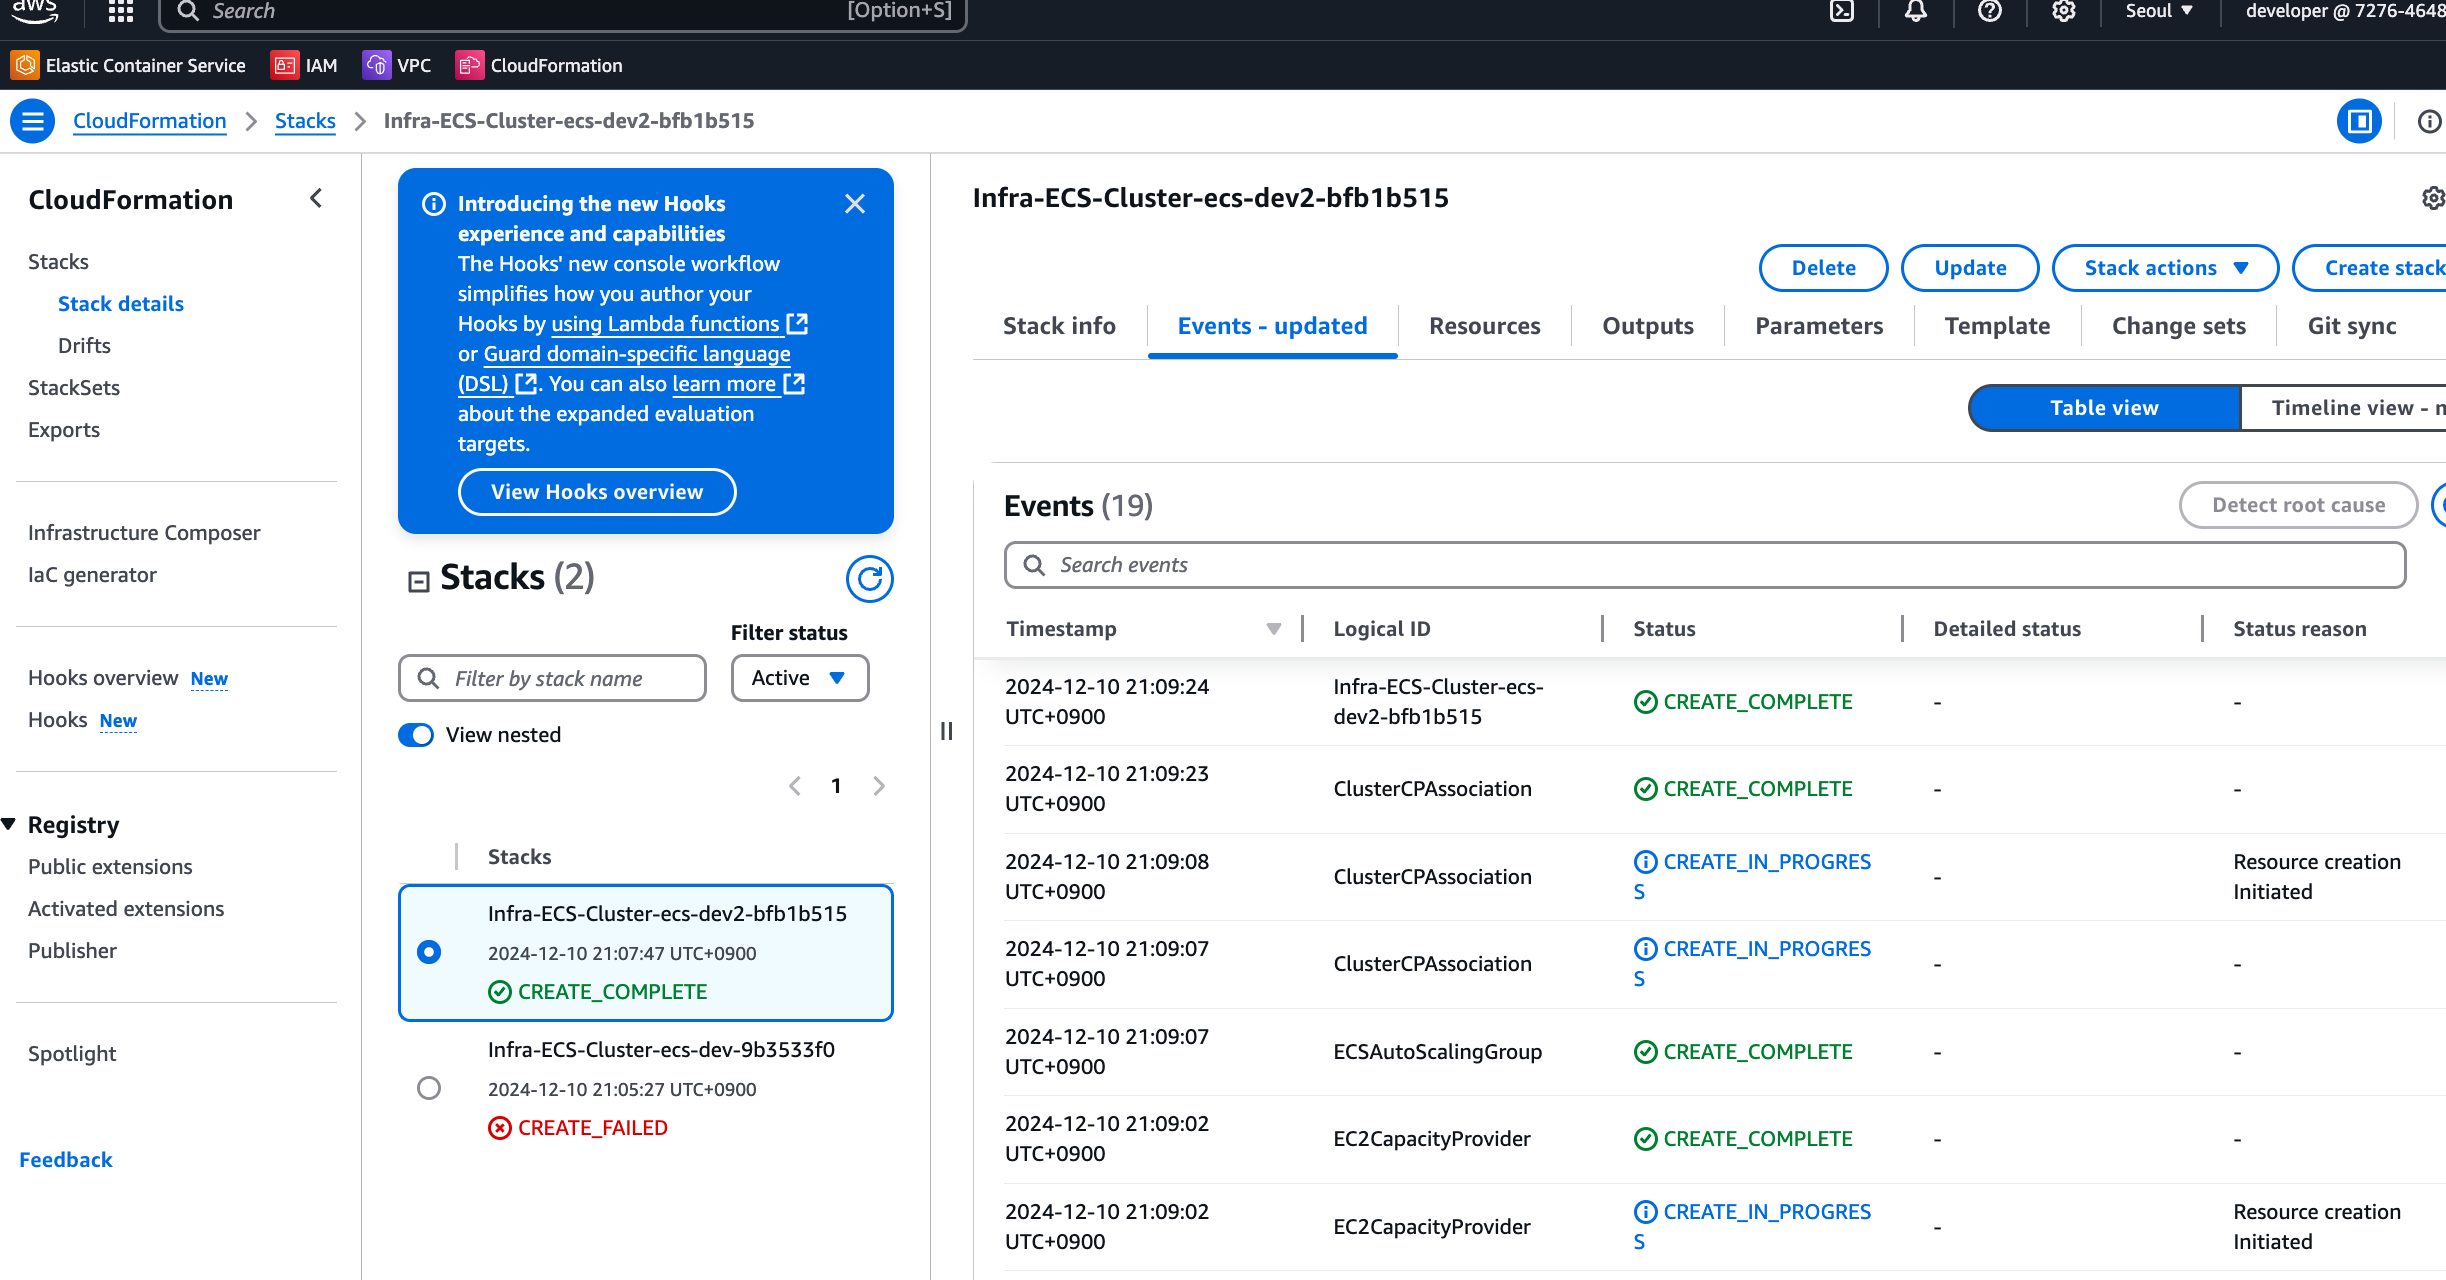 aws
Search
[Option+S]
Seoul
developer @ 7276-4648
Elastic Container Service
IAM
VPC
CloudFormation
CloudFormation
Stacks
Infra-ECS-Cluster-ecs-dev2-bfb1b515
CloudFormation
Stacks
Stack details
Drifts
StackSets
Exports
Infrastructure Composer
IaC generator
Hooks overview New
Hooks New
Registry
Public extensions
Activated extensions
Publisher
Spotlight
Feedback
Introducing the new Hooks
experience and capabilities
The Hooks' new console workflow
simplifies how you author your
Hooks by using Lambda functions
or Guard domain-specific language
(DSL) . You can also learn more
about the expanded evaluation
targets.
View Hooks overview
Stacks (2)
Filter status
Filter by stack name
Active
View nested
1
Stacks
Infra-ECS-Cluster-ecs-dev2-bfb1b515
2024-12-10 21:07:47 UTC+0900
CREATE_COMPLETE
Infra-ECS-Cluster-ecs-dev-9b3533f0
2024-12-10 21:05:27 UTC+0900
CREATE_FAILED
Infra-ECS-Cluster-ecs-dev2-bfb1b515
Delete
Update
Stack actions
Create stack
Stack info
Events - updated
Resources
Outputs
Parameters
Template
Change sets
Git sync
Table view
Timeline view - n
Events (19)
Detect root cause
Search events
Timestamp
Logical ID
Status
Detailed status
Status reason
2024-12-10 21:09:24
UTC+0900
Infra-ECS-Cluster-ecs-
dev2-bfb1b515
CREATE_COMPLETE
-
-
2024-12-10 21:09:23
UTC+0900
ClusterCPAssociation
CREATE_COMPLETE
-
-
2024-12-10 21:09:08
UTC+0900
ClusterCPAssociation
CREATE_IN_PROGRES
S
-
Resource creation
Initiated
2024-12-10 21:09:07
UTC+0900
ClusterCPAssociation
CREATE_IN_PROGRES
S
-
-
2024-12-10 21:09:07
UTC+0900
ECSAutoScalingGroup
CREATE_COMPLETE
-
-
2024-12-10 21:09:02
UTC+0900
EC2CapacityProvider
CREATE_COMPLETE
-
-
2024-12-10 21:09:02
UTC+0900
EC2CapacityProvider
CREATE_IN_PROGRES
S
-
Resource creation
Initiated